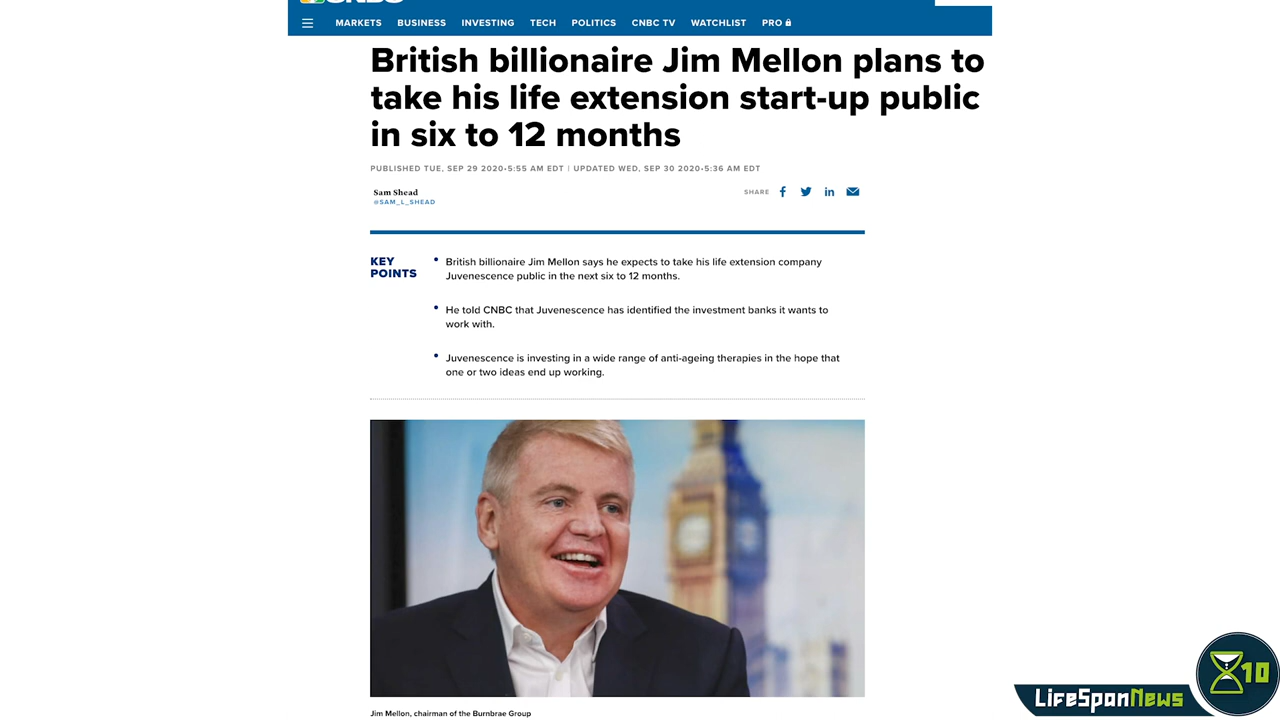 MARKETS BUSINESS INVESTING TECH POLITICS CNBC TV WATCHLIST PRO
British billionaire Jim Mellon plans to
take his life extension start-up public
in six to 12 months
PUBLISHED TUE, SEP 29 2020•5:55 AM EDT | UPDATED WED, SEP 30 2020•5:36 AM EDT
Sam Shead
@SAM_L_SHEAD
SHARE
KEY
POINTS
• British billionaire Jim Mellon says he expects to take his life extension company
Juvenescence public in the next six to 12 months.
• He told CNBC that Juvenescence has identified the investment banks it wants to
work with.
• Juvenescence is investing in a wide range of anti-ageing therapies in the hope that
one or two ideas end up working.
Jim Mellon, chairman of the Burnbrae Group
LifeSpanNews
10